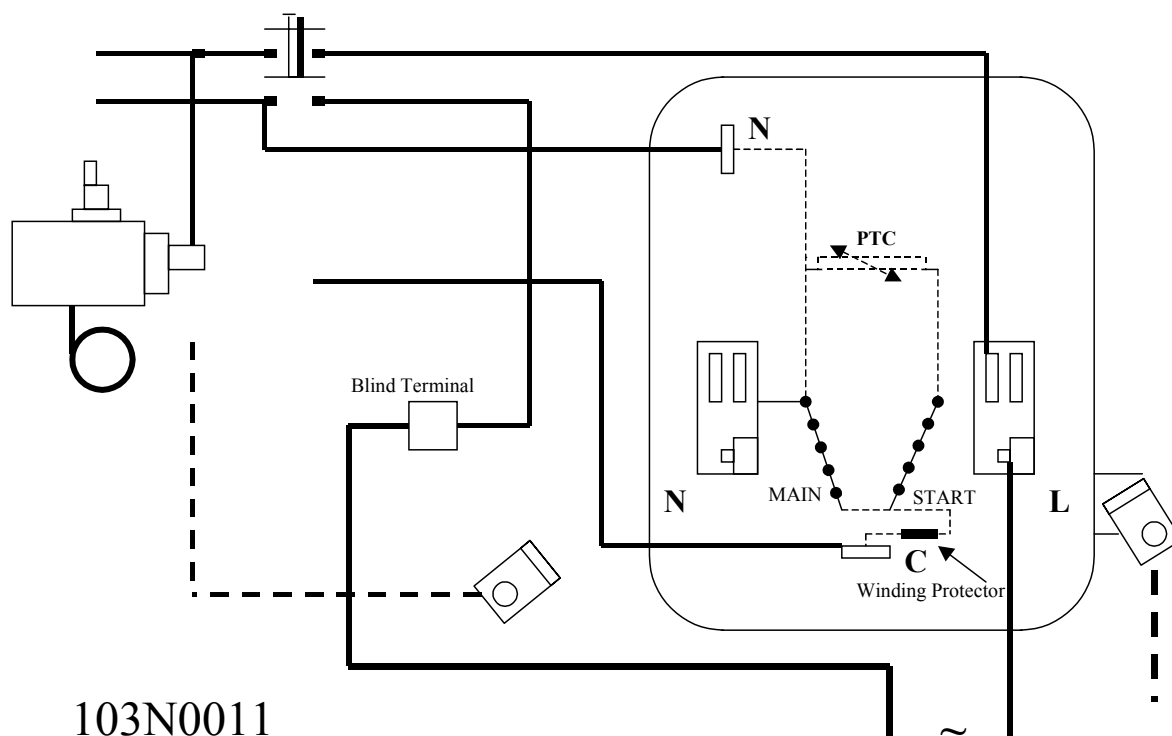 N
PTC
Blind Terminal
MAIN
START
N
L
C
Winding Protector
103N0011
~